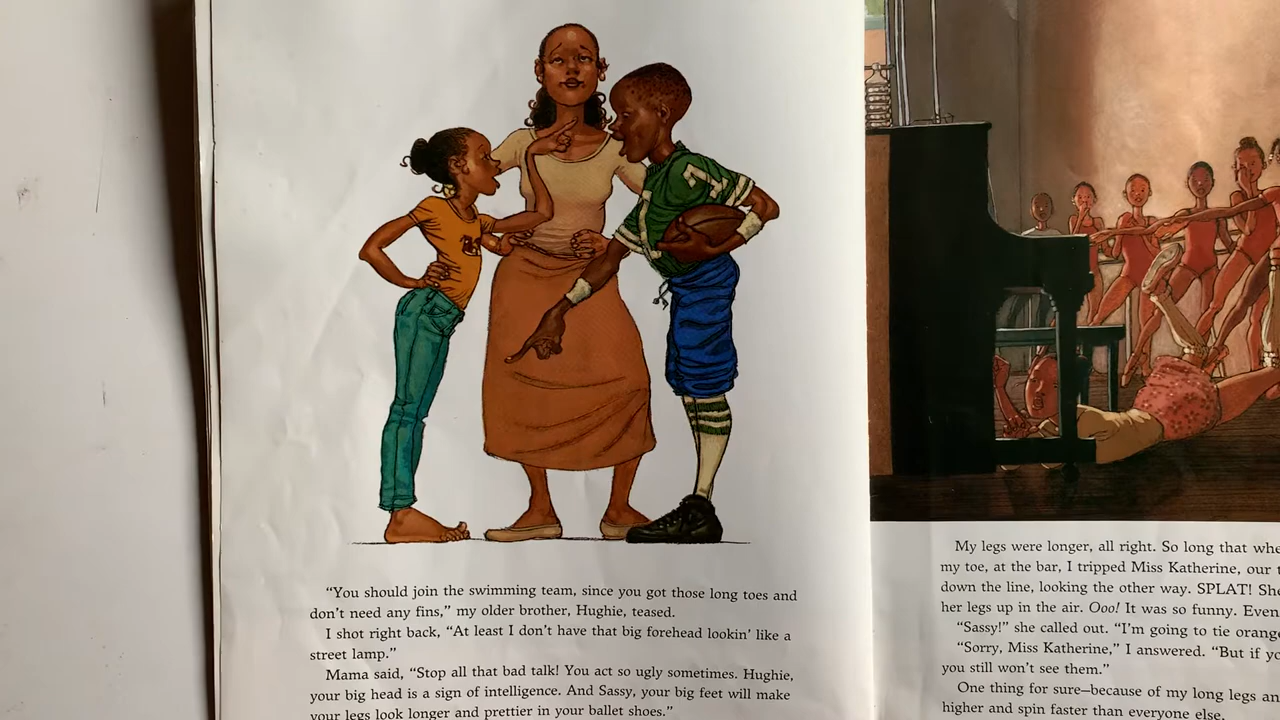 “You should join the swimming team, since you got those long toes and
don’t need any fins,” my older brother, Hughie, teased.
I shot right back, “At least I don’t have that big forehead lookin’ like a
street lamp.”
Mama said, “Stop all that bad talk! You act so ugly sometimes. Hughie,
your big head is a sign of intelligence. And Sassy, your big feet will make
your legs look longer and prettier in your ballet shoes.”
My legs were longer, all right. So long that
my toe, at the bar, I tripped Miss Katherine, our
down the line, looking the other way. SPLAT!
her legs up in the air. Ooo! It was so funny. Even
“Sassy!” she called out. “I’m going to tie
“Sorry, Miss Katherine,” I answered. “But if
you still won’t see them.”
One thing for sure—because of my long legs
higher and spin faster than everyone else.